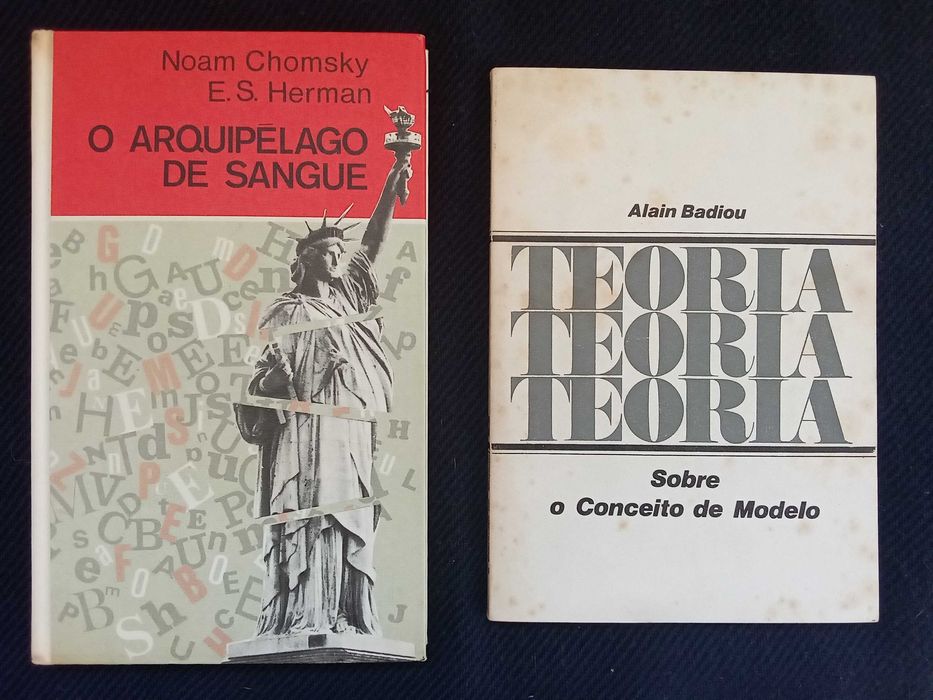 Noam Chomsky
E. S. Herman
O ARQUIPÉLAGO
DE SANGUE
Alain Badiou
TEORIA
TEORIA
TEORIA
Sobre
o Conceito de Modelo